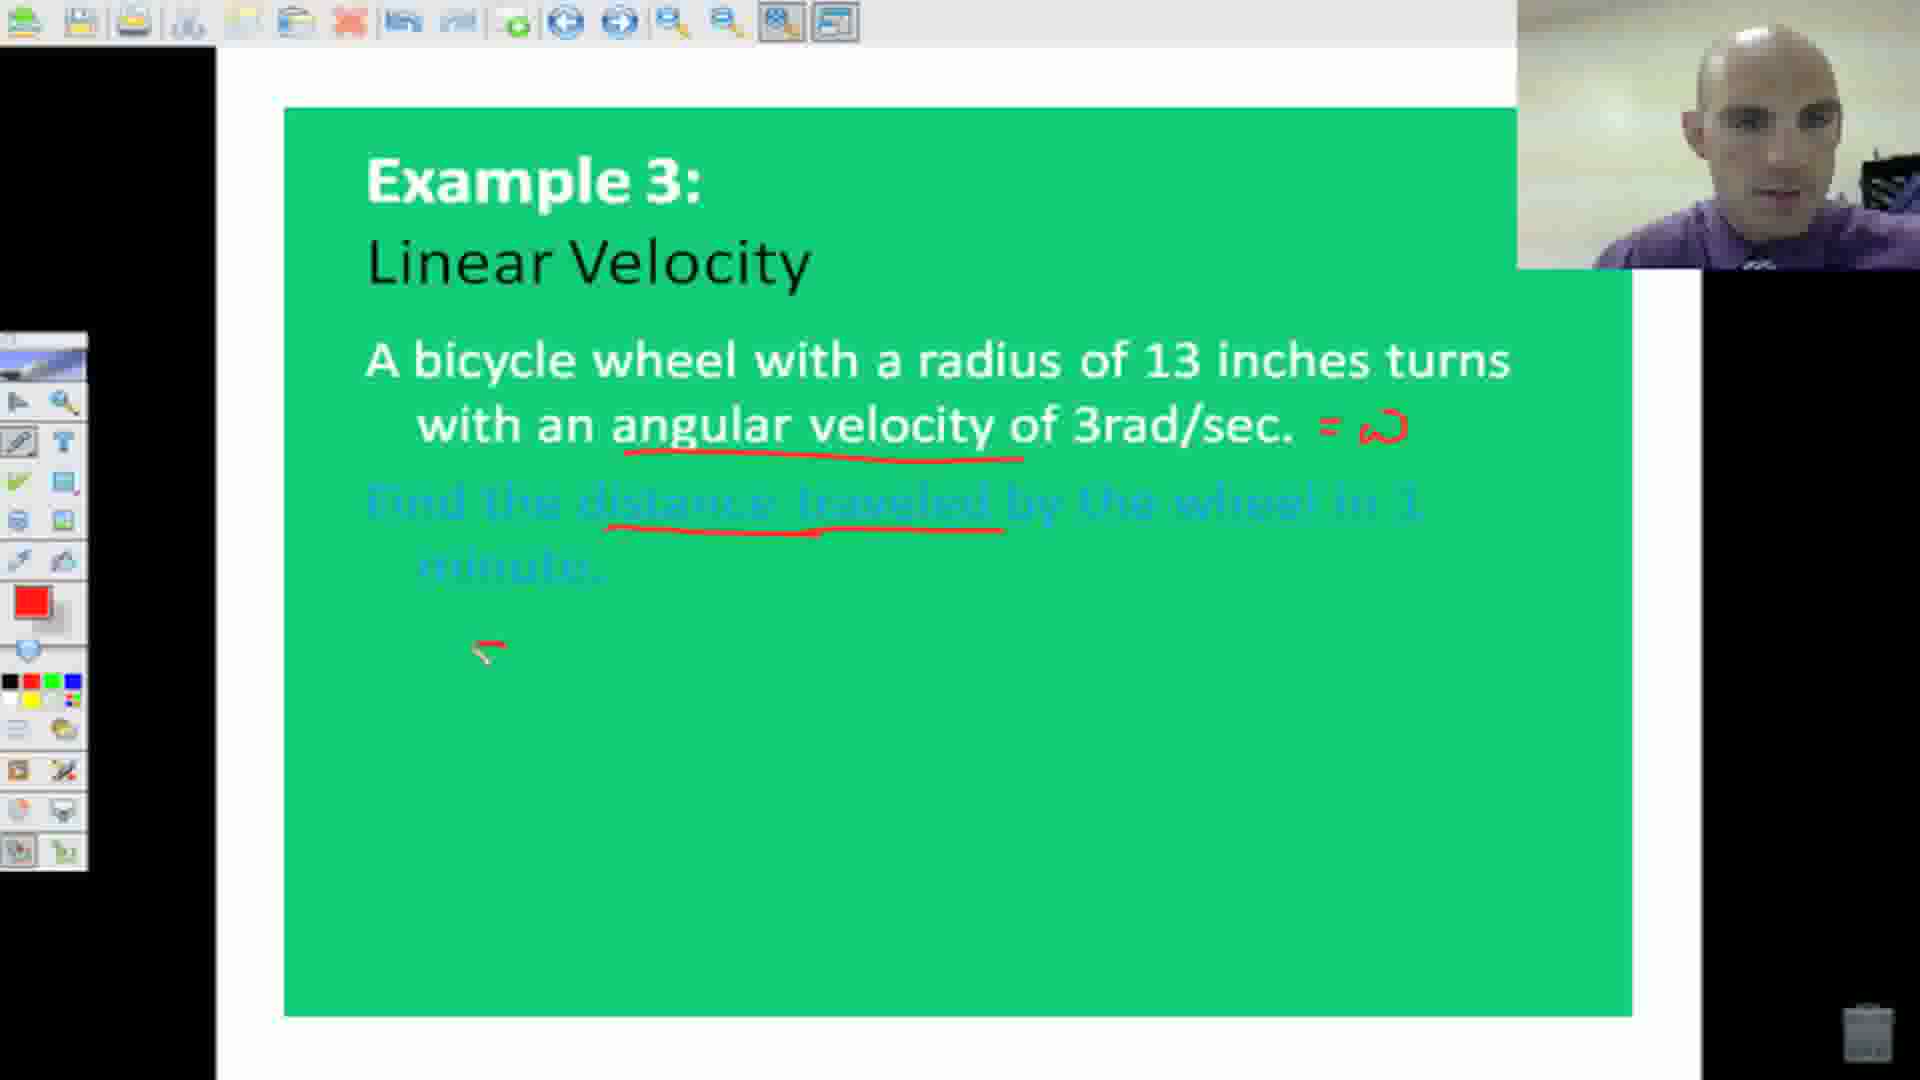 Example 3:
Linear Velocity
A bicycle wheel with a radius of 13 inches turns
with an angular velocity of 3rad/sec. = ω
Find the distance traveled by the wheel in 1
minute.